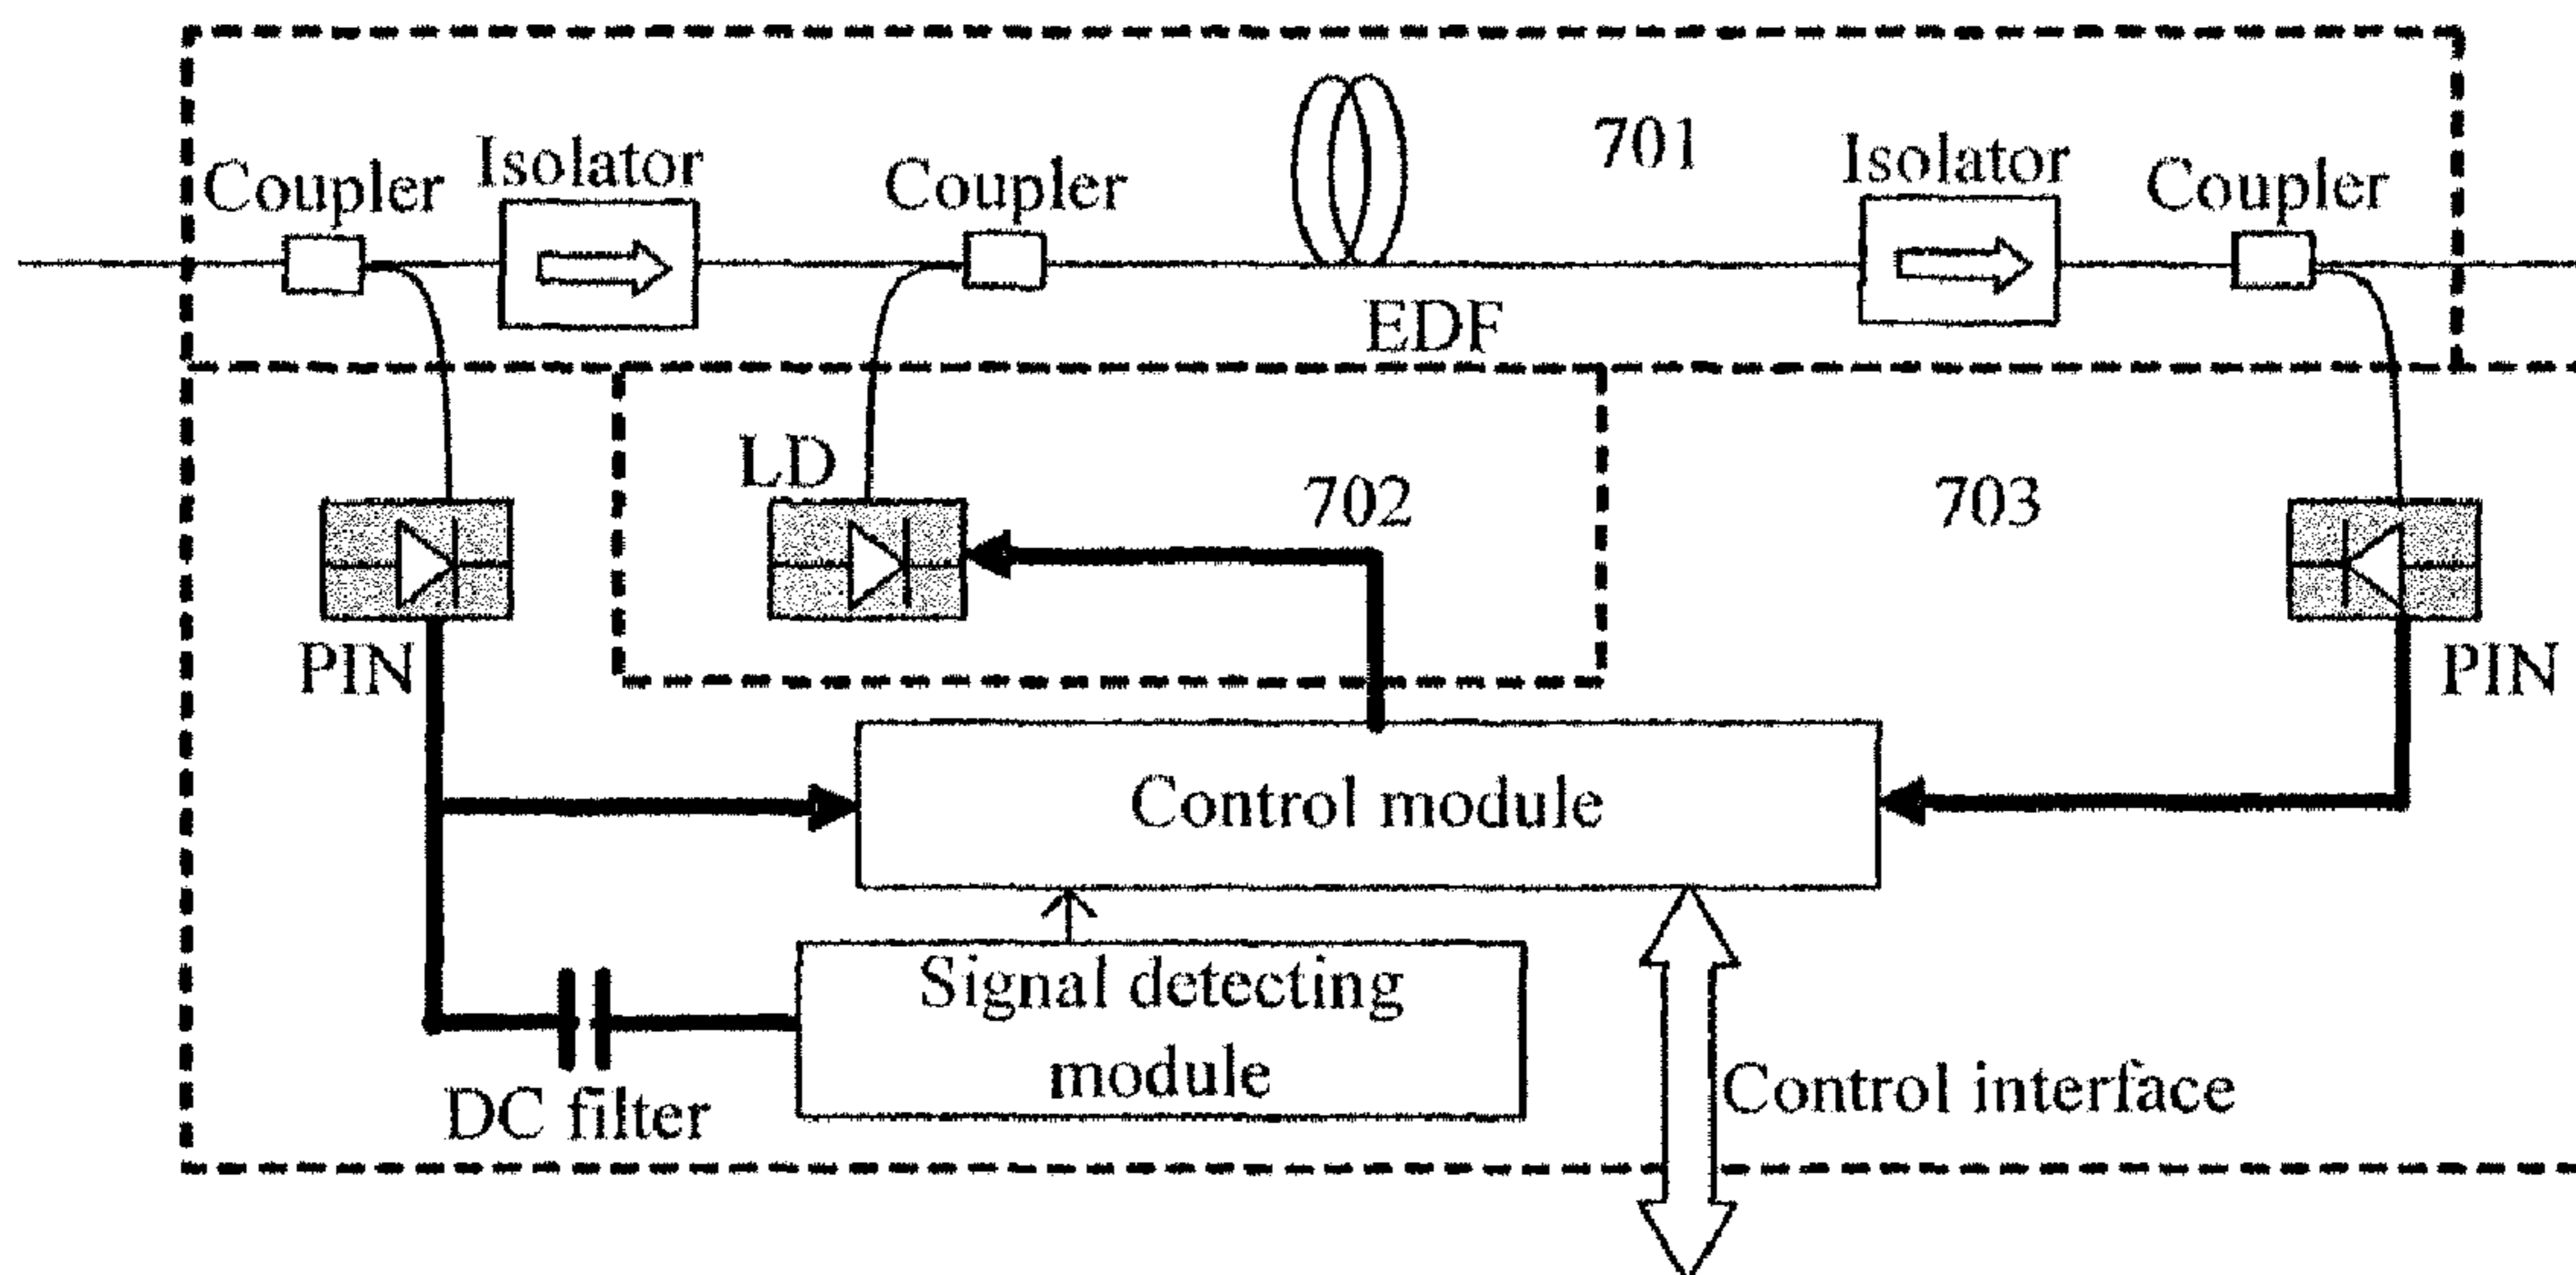 Coupler
Isolator
Coupler
701
Isolator
Coupler
EDF
LD
702
703
PIN
PIN
Control module
Signal detecting
module
DC filter
Control interface